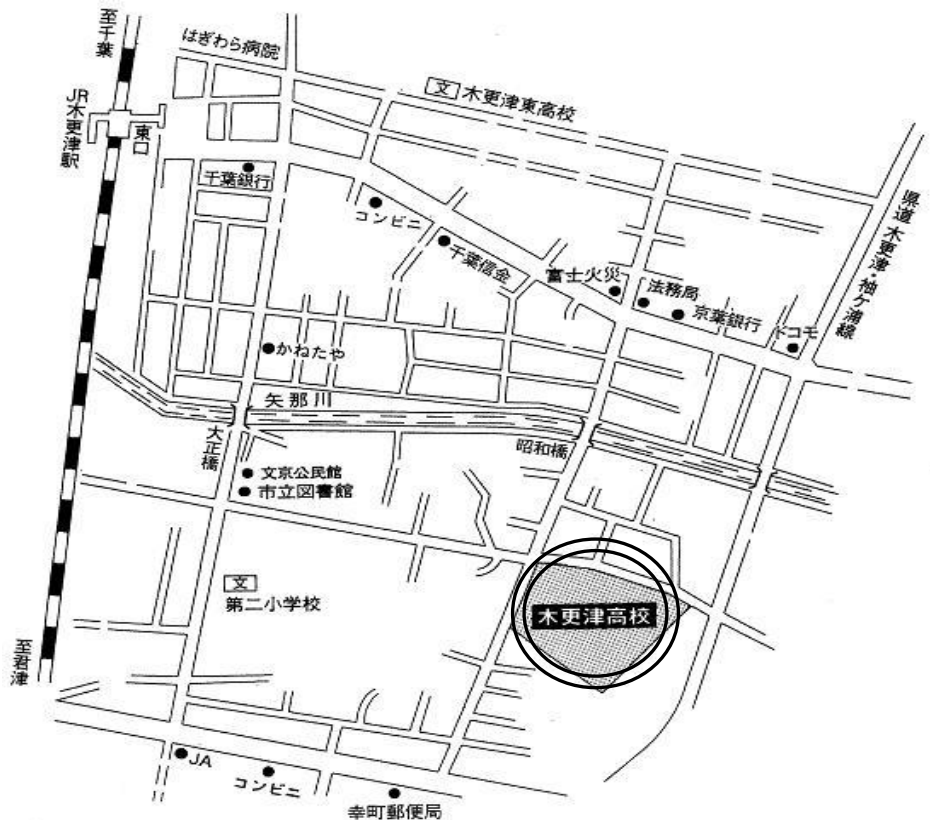 至千葉
はぎわら病院
文 木更津東高校
JR木更津駅
東口
千葉銀行
コンビニ
千葉信金
県道 木更津・袖ケ浦線
富士火災
法務局
京葉銀行
ドコモ
かねたや
矢那川
大正橋
昭和橋
文京公民館
市立図書館
文
第二小学校
木更津高校
至君津
JA
コンビニ
幸町郵便局